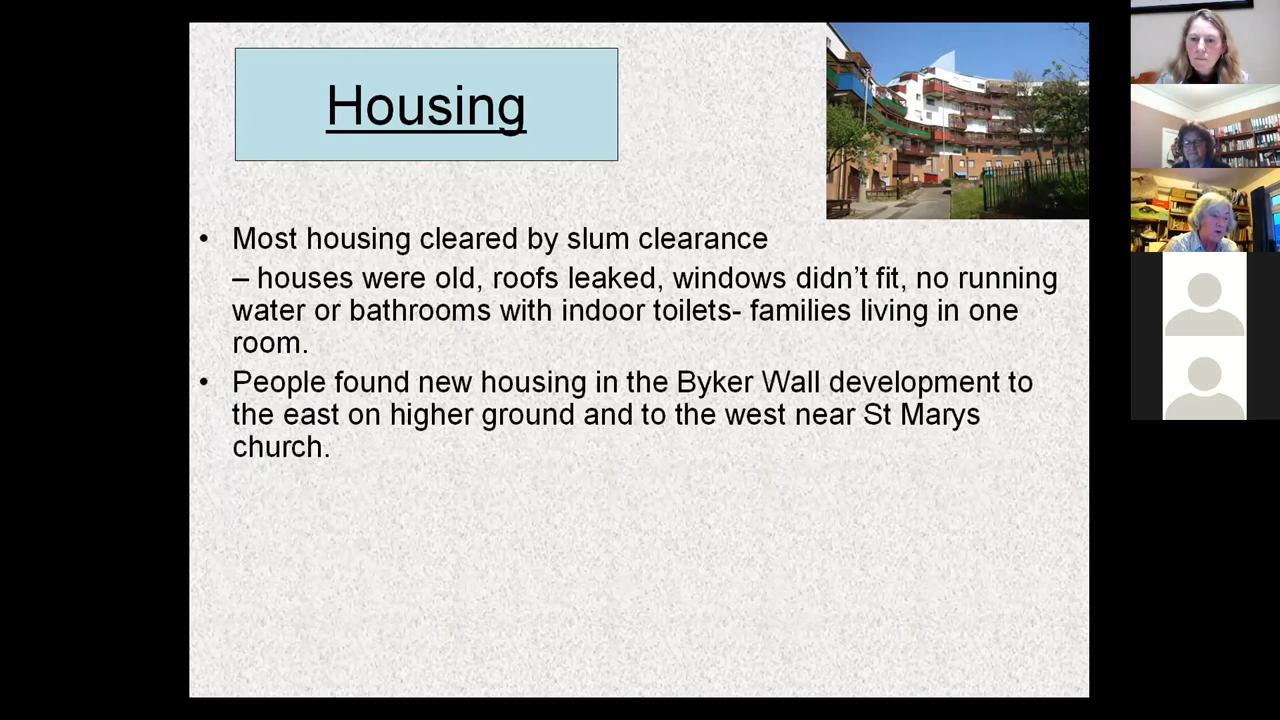 Housing
• Most housing cleared by slum clearance
– houses were old, roofs leaked, windows didn’t fit, no running
water or bathrooms with indoor toilets- families living in one
room.
• People found new housing in the Byker Wall development to
the east on higher ground and to the west near St Marys
church.